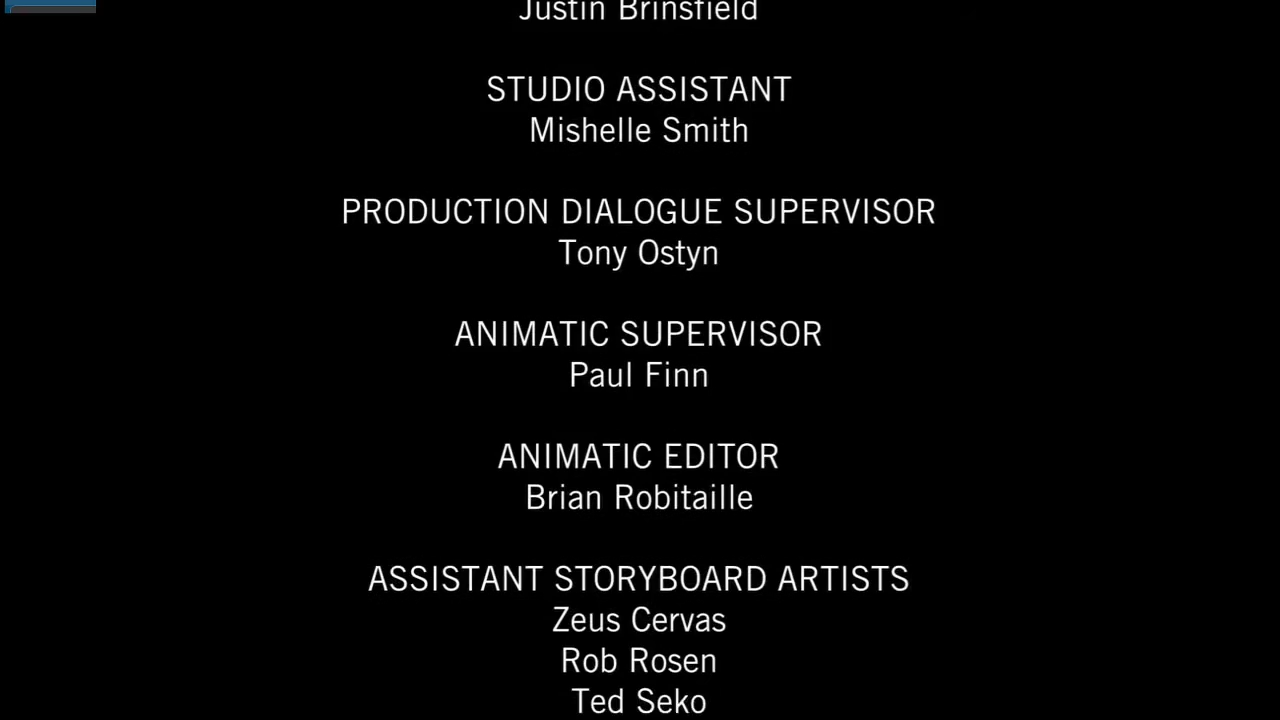 Justin Brinsfield
STUDIO ASSISTANT
Mishelle Smith
PRODUCTION DIALOGUE SUPERVISOR
Tony Ostyn
ANIMATIC SUPERVISOR
Paul Finn
ANIMATIC EDITOR
Brian Robitaille
ASSISTANT STORYBOARD ARTISTS
Zeus Cervas
Rob Rosen
Ted Seko